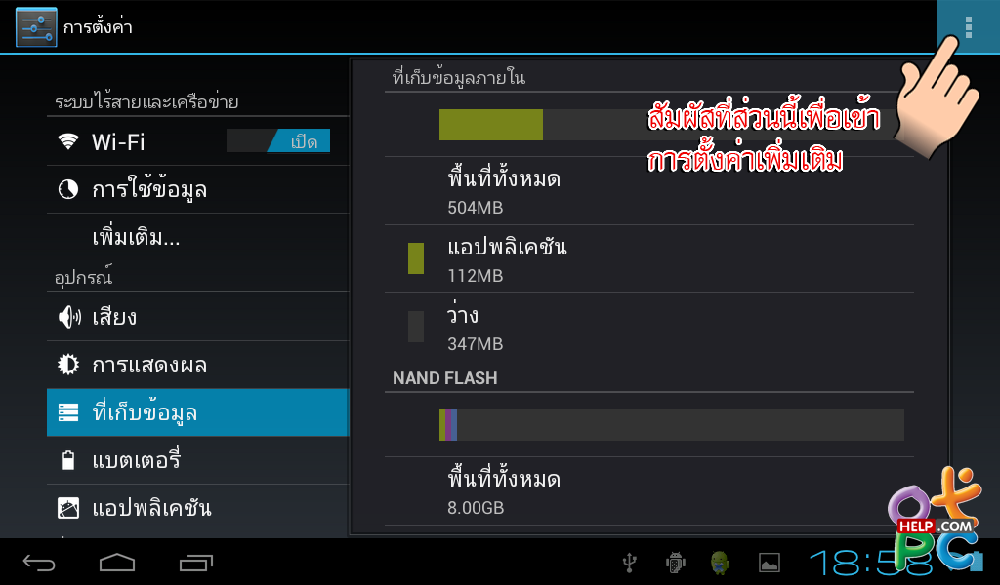 การตั้งค่า
ระบบไร้สายและเครือข่าย
Wi-Fi
เปิด
การใช้ข้อมูล
เพิ่มเติม...
อุปกรณ์
เสียง
การแสดงผล
ที่เก็บข้อมูล
แบตเตอรี่
แอปพลิเคชัน
ที่เก็บข้อมูลภายใน
สัมผัสที่ส่วนนี้เพื่อเข้า
การตั้งค่าเพิ่มเติม
พื้นที่ทั้งหมด
504MB
แอปพลิเคชัน
112MB
ว่าง
347MB
NAND FLASH
พื้นที่ทั้งหมด
8.00GB
HELP.COM
PC
18:58